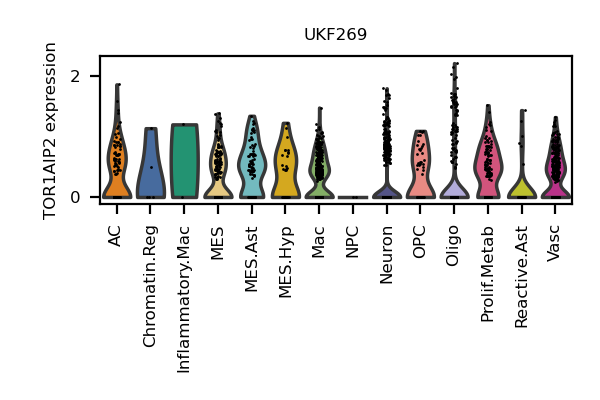 UKF269
TOR1AIP2 expression
2
0
AC
Chromatin.Reg
Inflammatory.Mac
MES
MES.Ast
MES.Hyp
Mac
NPC
Neuron
OPC
Oligo
Prolif.Metab
Reactive.Ast
Vasc